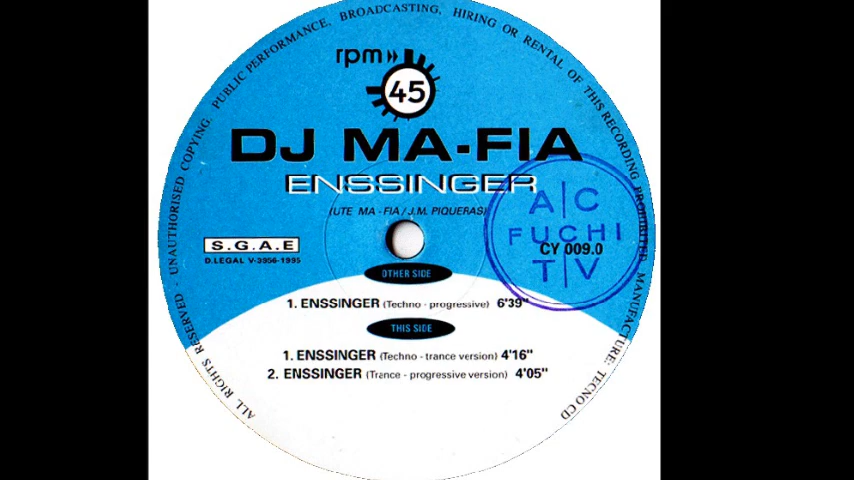 ALL RIGHTS RESERVED - UNAUTHORISED COPYING, PUBLIC PERFORMANCE, BROADCASTING, HIRING OR RENTAL OF THIS RECORDING PROHIBITED. MANUFACTURE: TECNO CD
rpm
45
DJ MA-FIA
ENSSINGER
(UTE MA - FIA / J.M. PIQUERAS)
A C
FUCHI
T V
S.G.A.E
D.LEGAL V-3956-1995
CY 009.0
OTHER SIDE
1. ENSSINGER (Techno - progressive) 6'39"
THIS SIDE
1. ENSSINGER (Techno - trance version) 4'16"
2. ENSSINGER (Trance - progressive version) 4'05"